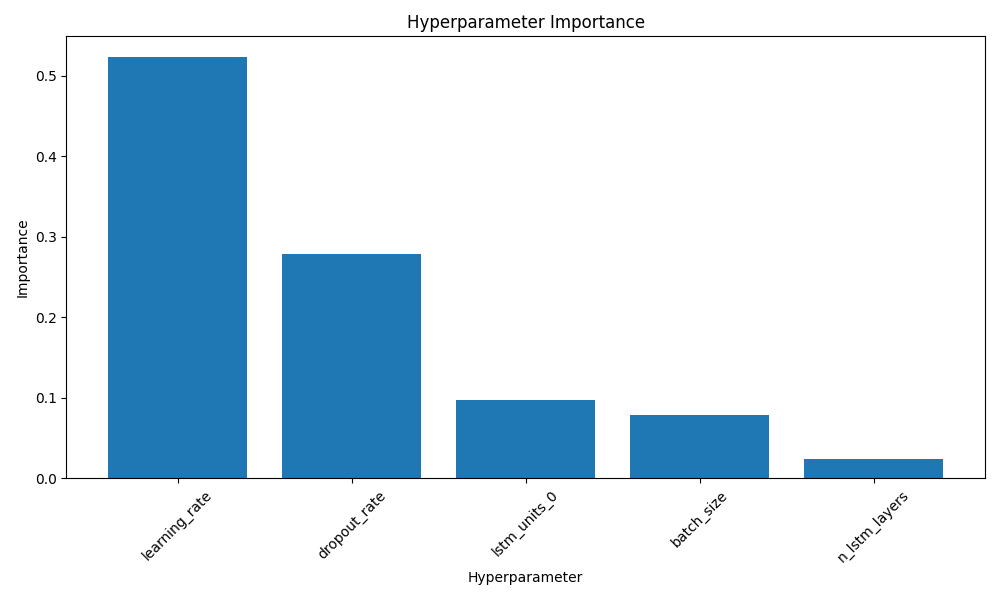 Hyperparameter Importance
Importance
0.5
0.4
0.3
0.2
0.1
0.0
learning_rate
dropout_rate
lstm_units_0
batch_size
n_lstm_layers
Hyperparameter